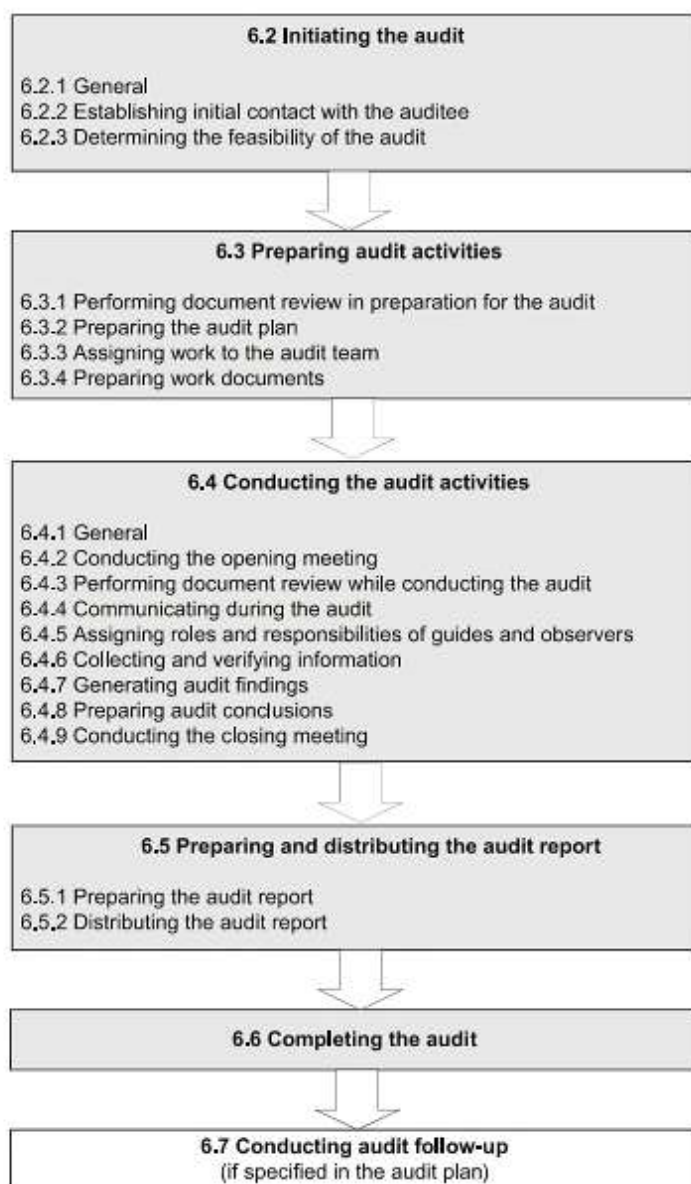 6.2 Initiating the audit
6.2.1 General
6.2.2 Establishing initial contact with the auditee
6.2.3 Determining the feasibility of the audit
6.3 Preparing audit activities
6.3.1 Performing document review in preparation for the audit
6.3.2 Preparing the audit plan
6.3.3 Assigning work to the audit team
6.3.4 Preparing work documents
6.4 Conducting the audit activities
6.4.1 General
6.4.2 Conducting the opening meeting
6.4.3 Performing document review while conducting the audit
6.4.4 Communicating during the audit
6.4.5 Assigning roles and responsibilities of guides and observers
6.4.6 Collecting and verifying information
6.4.7 Generating audit findings
6.4.8 Preparing audit conclusions
6.4.9 Conducting the closing meeting
6.5 Preparing and distributing the audit report
6.5.1 Preparing the audit report
6.5.2 Distributing the audit report
6.6 Completing the audit
6.7 Conducting audit follow-up
(if specified in the audit plan)